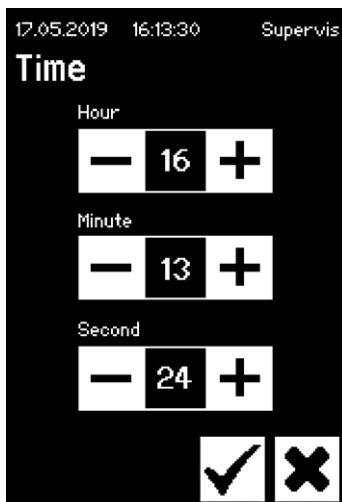 17.05.2019 16:13:30 Supervis
Time
Hour
− 16 +
Minute
− 13 +
Second
− 24 +